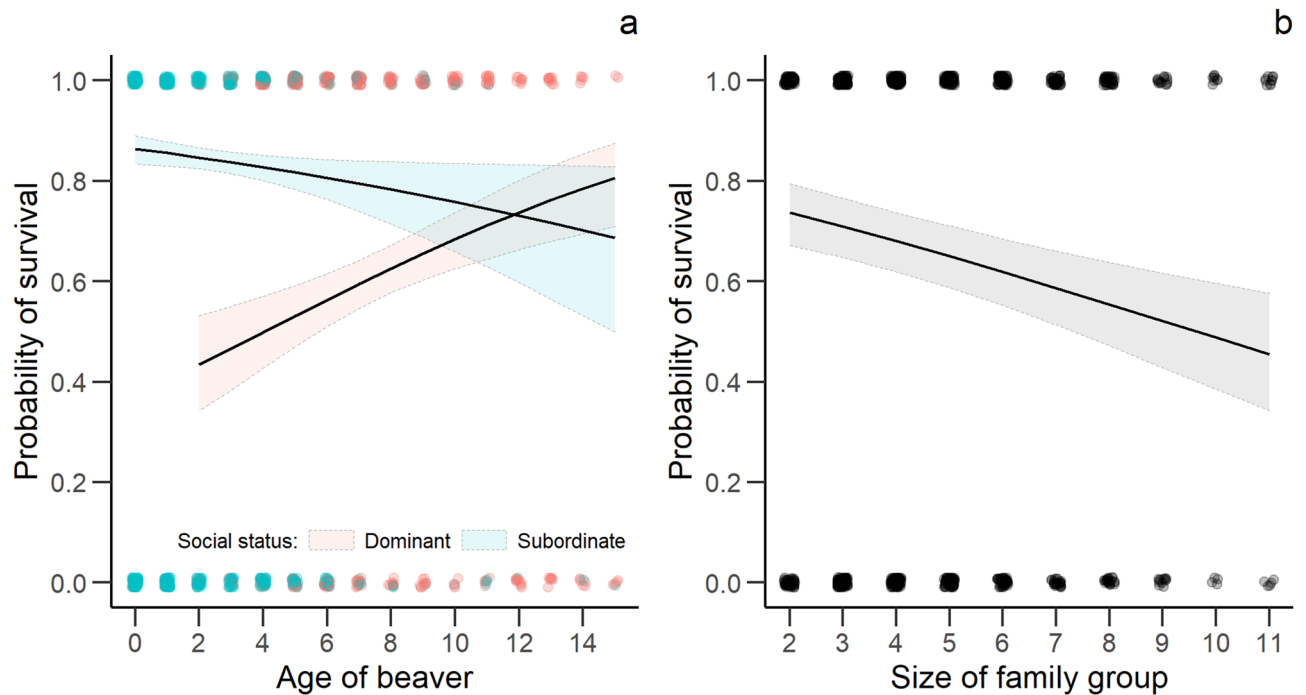 a
1.0
0.8
0.6
0.4
0.2
0.0
Probability of survival
Social status: Dominant Subordinate
0 2 4 6 8 10 12 14
Age of beaver
b
1.0
0.8
0.6
0.4
0.2
0.0
Probability of survival
2 3 4 5 6 7 8 9 10 11
Size of family group